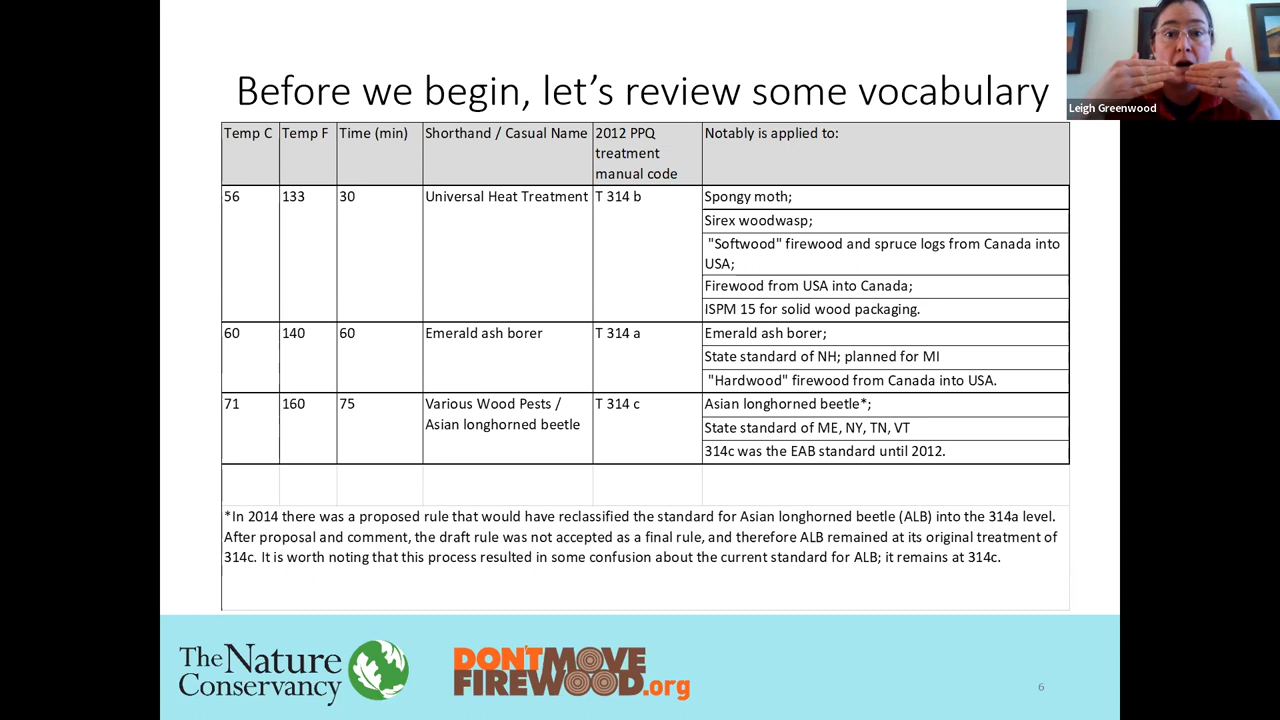 Before we begin, let's review some vocabulary
Leigh Greenwood
Temp C Temp F Time (min) Shorthand / Casual Name 2012 PPQ treatment manual code Notably is applied to:
56 133 30 Universal Heat Treatment T 314 b Spongy moth;
Sirex woodwasp;
"Softwood" firewood and spruce logs from Canada into
USA;
Firewood from USA into Canada;
ISPM 15 for solid wood packaging.
60 140 60 Emerald ash borer T 314 a Emerald ash borer;
State standard of NH; planned for MI
"Hardwood" firewood from Canada into USA.
71 160 75 Various Wood Pests / Asian longhorned beetle T 314 c Asian longhorned beetle*;
State standard of ME, NY, TN, VT
314c was the EAB standard until 2012.
*In 2014 there was a proposed rule that would have reclassified the standard for Asian longhorned beetle (ALB) into the 314a level.
After proposal and comment, the draft rule was not accepted as a final rule, and therefore ALB remained at its original treatment of
314c. It is worth noting that this process resulted in some confusion about the current standard for ALB; it remains at 314c.
The Nature
Conservancy
DON'T MOVE
FIREWOOD.org
6